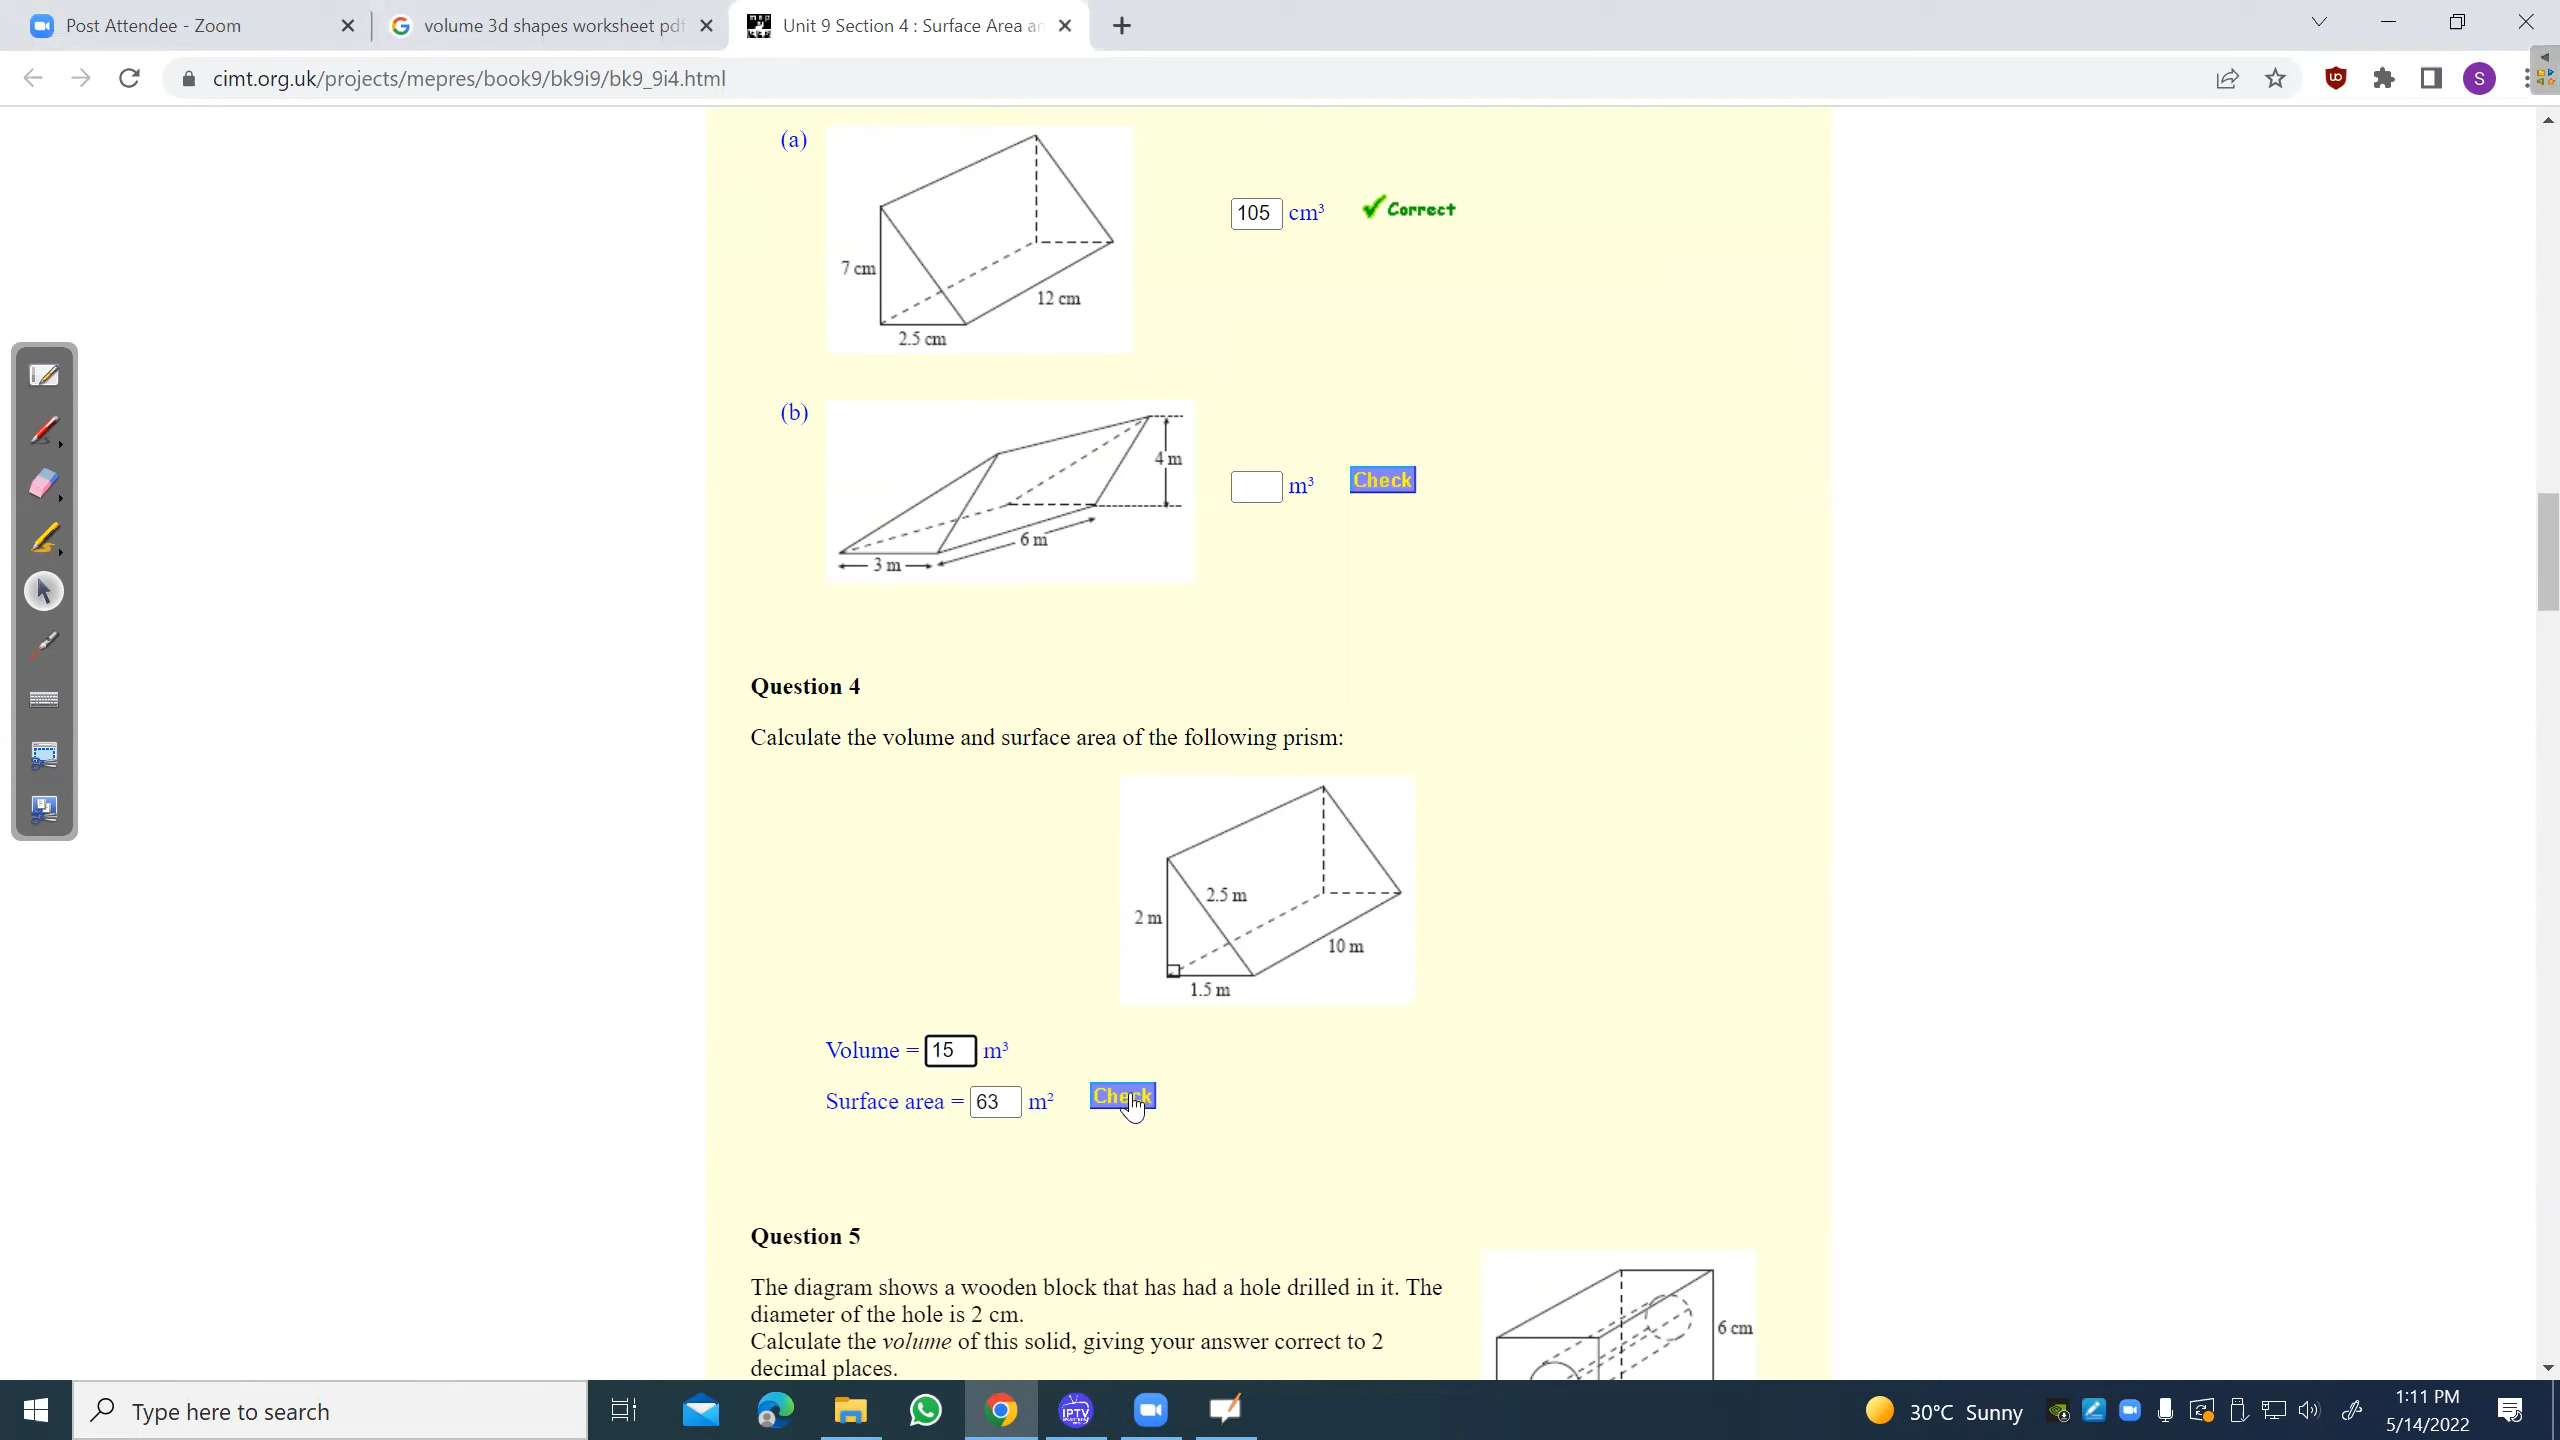 Post Attendee - Zoom
volume 3d shapes worksheet pdf
Unit 9 Section 4 : Surface Area an
cimt.org.uk/projects/mepres/book9/bk9i9/bk9_9i4.html
S
(a)
7 cm
12 cm
2.5 cm
105 cm³ Correct
(b)
4 m
6 m
3 m
m³ Check
Question 4
Calculate the volume and surface area of the following prism:
2.5 m
2 m
10 m
1.5 m
Volume = 15 m³
Surface area = 63 m² Check
Question 5
The diagram shows a wooden block that has had a hole drilled in it. The
diameter of the hole is 2 cm.
Calculate the volume of this solid, giving your answer correct to 2
decimal places.
6 cm
Type here to search
IPTV
30°C Sunny
1:11 PM
5/14/2022